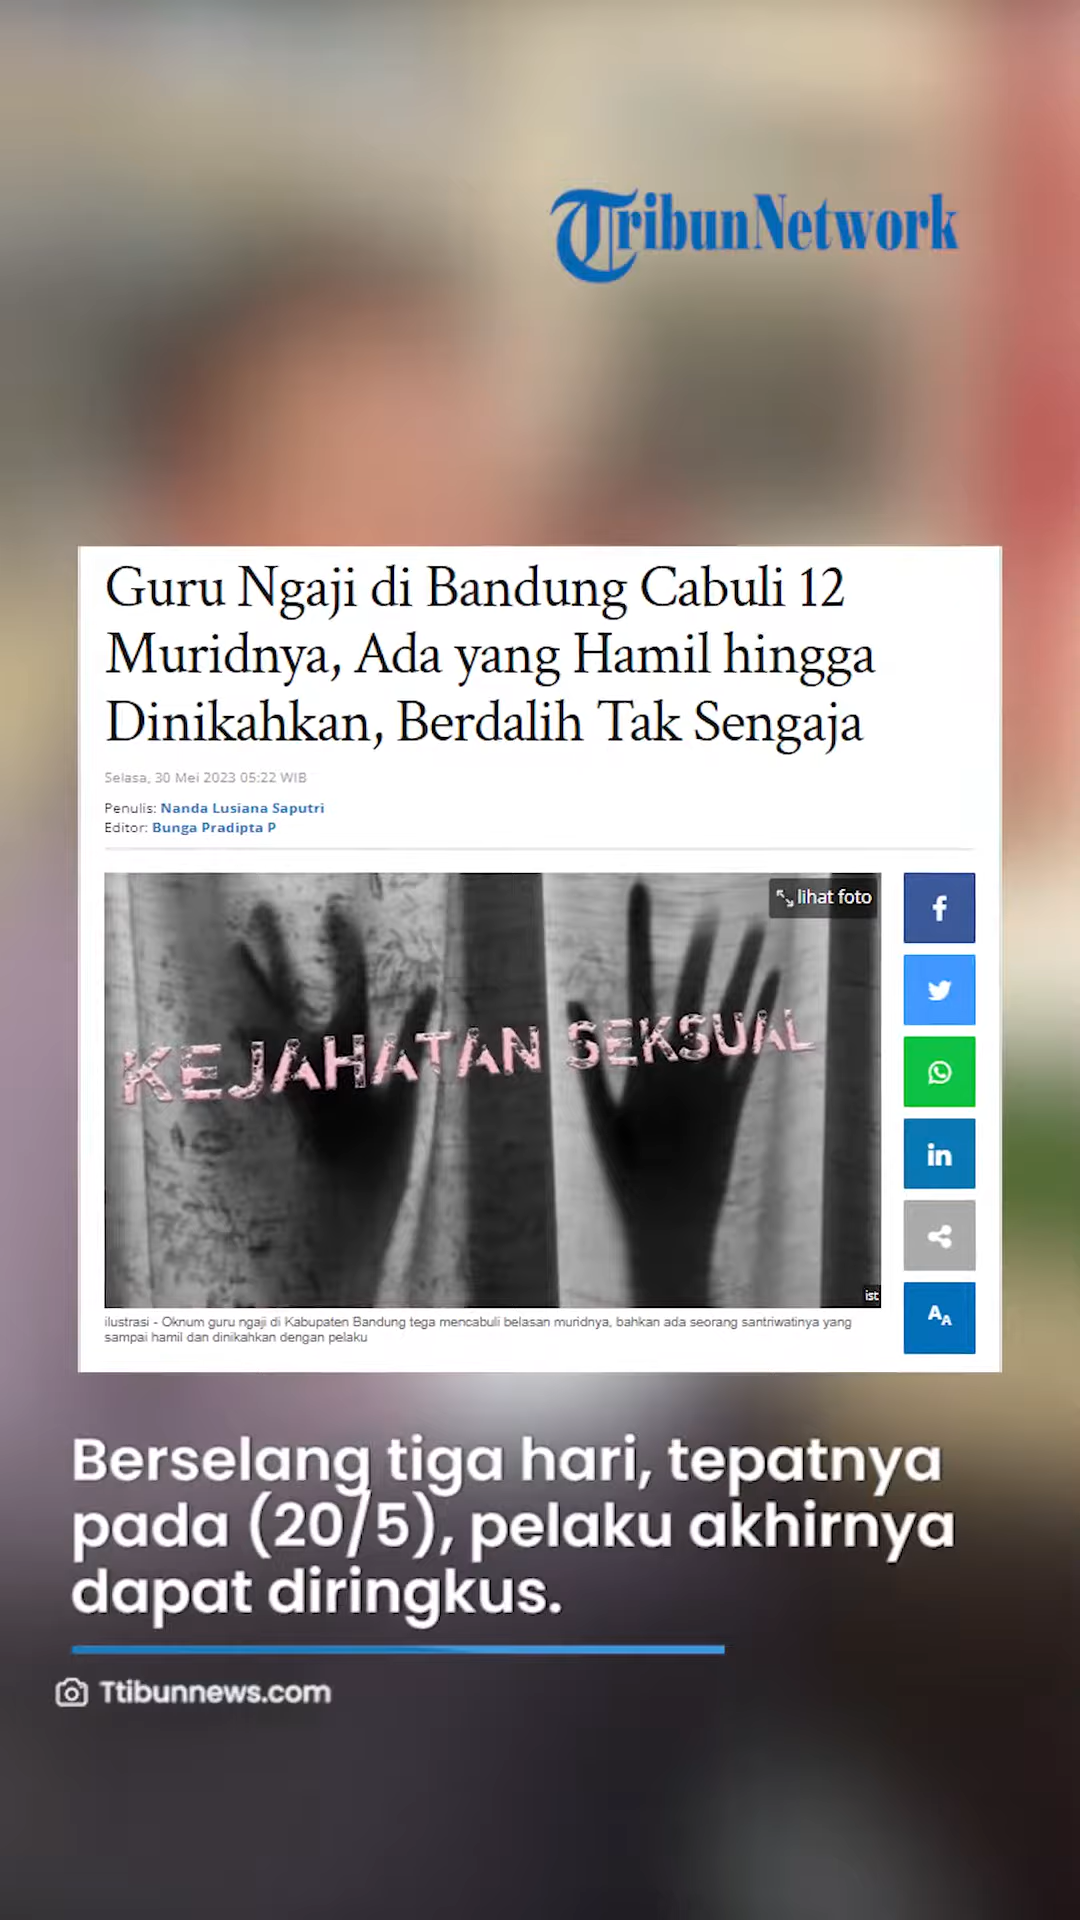 TribunNetwork
Guru Ngaji di Bandung Cabuli 12
Muridnya, Ada yang Hamil hingga
Dinikahkan, Berdalih Tak Sengaja
Selasa, 30 Mei 2023 05:22 WIB
Penulis: Nanda Lusiana Saputri
Editor: Bunga Pradipta P
lihat foto
KEJAHATAN SEKSUAL
ist
ilustrasi - Oknum guru ngaji di Kabupaten Bandung tega mencabuli belasan muridnya, bahkan ada seorang santriwatinya yang
sampai hamil dan dinikahkan dengan pelaku
f
in
AA
Berselang tiga hari, tepatnya
pada (20/5), pelaku akhirnya
dapat diringkus.
Ttibunnews.com